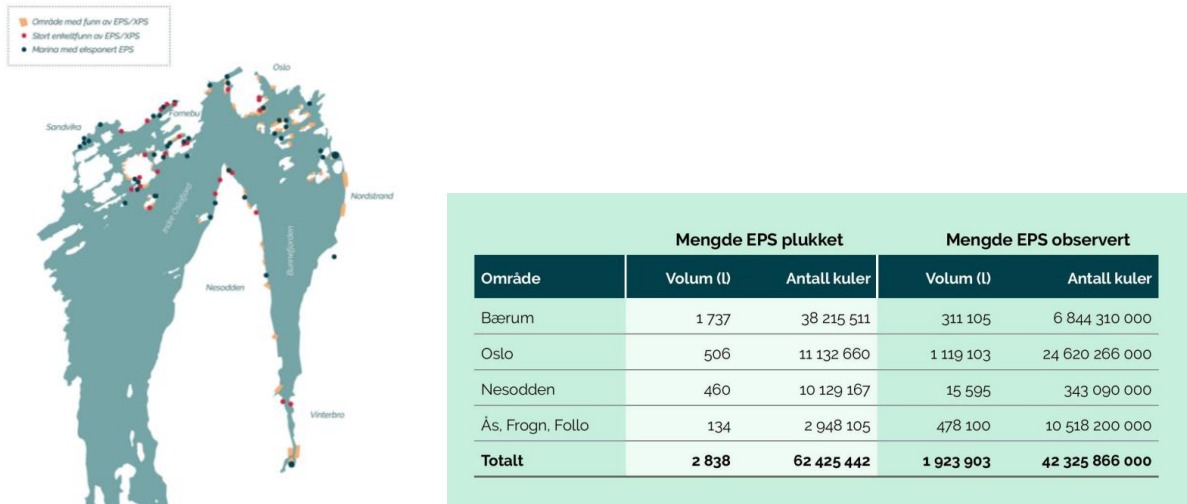 Område med funn av EPS/XPS
Stort enkeltfunn av EPS/XPS
Marina med eksponert EPS
Oslo
Fornebu
Sandvika
Nordstrand
Indre Oslofjord
Bunnefjorden
Nesodden
Vinterbro
Mengde EPS plukket Mengde EPS observert
Område Volum (l) Antall kuler Volum (l) Antall kuler
Bærum 1 737 38 215 511 311 105 6 844 310 000
Oslo 506 11 132 660 1 119 103 24 620 266 000
Nesodden 460 10 129 167 15 595 343 090 000
Ås, Frogn, Follo 134 2 948 105 478 100 10 518 200 000
Totalt 2 838 62 425 442 1 923 903 42 325 866 000